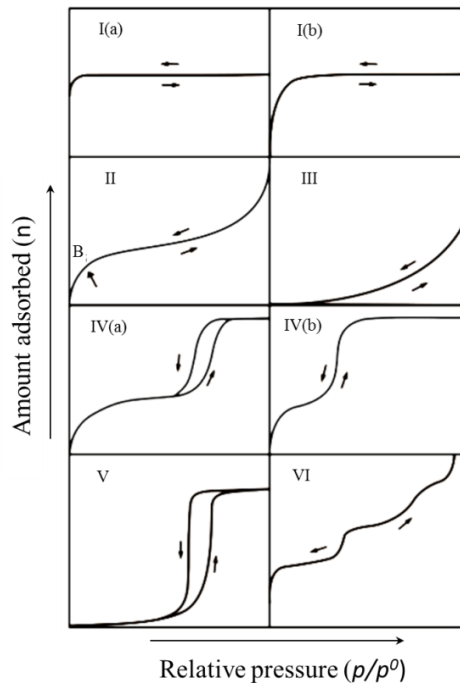 I(a)
I(b)
II
III
B
IV(a)
IV(b)
V
VI
Amount adsorbed (n)
Relative pressure (p/p⁰)